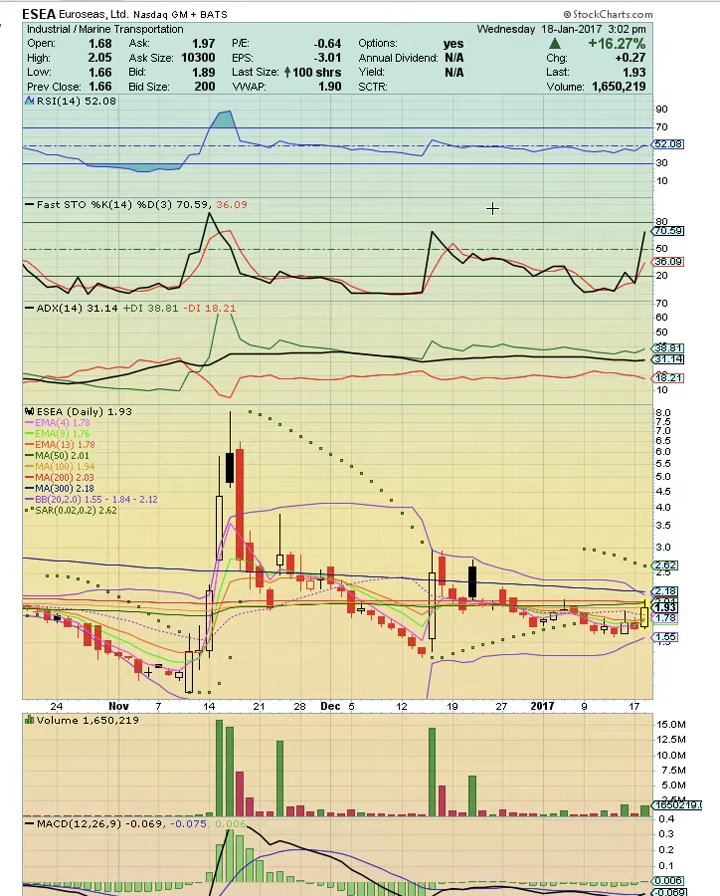 ESEA Euroseas, Ltd. Nasdaq GM + BATS © StockCharts.com
Industrial / Marine Transportation Wednesday 18-Jan-2017 3:02 pm
Open: 1.68 Ask: 1.97 P/E: -0.64 Options: yes ▲ +16.27%
High: 2.05 Ask Size: 10300 EPS: -3.01 Annual Dividend: N/A Chg: +0.27
Low: 1.66 Bid: 1.89 Last Size: ↑100 shrs Yield: N/A Last: 1.93
Prev Close: 1.66 Bid Size: 200 VWAP: 1.90 SCTR: Volume: 1,650,219
RSI(14) 52.08
90
70
52.08
30
10
Fast STO %K(14) %D(3) 70.59, 36.09
80
70.59
50
36.09
20
ADX(14) 31.14 +DI 38.81 -DI 18.21
70
60
50
38.81
31.14
18.21
10
ESEA (Daily) 1.93
EMA(4) 1.78
EMA(8) 1.76
EMA(13) 1.78
MA(50) 2.01
MA(100) 1.94
MA(200) 2.03
MA(300) 2.18
BB(20,2.0) 1.55 - 1.84 - 2.12
SAR(0.02,0.2) 2.62
8.0
7.5
7.0
6.5
6.0
5.5
5.0
4.5
4.0
3.5
3.0
2.62
2.18
1.93
1.78
1.55
24 Nov 7 14 21 28 Dec 5 12 19 27 2017 9 17
Volume 1,650,219
15.0M
12.5M
10.0M
7.5M
5.0M
1650219.0
MACD(12,26,9) -0.069, -0.075, 0.006
0.4
0.3
0.2
0.1
0.006
-0.069